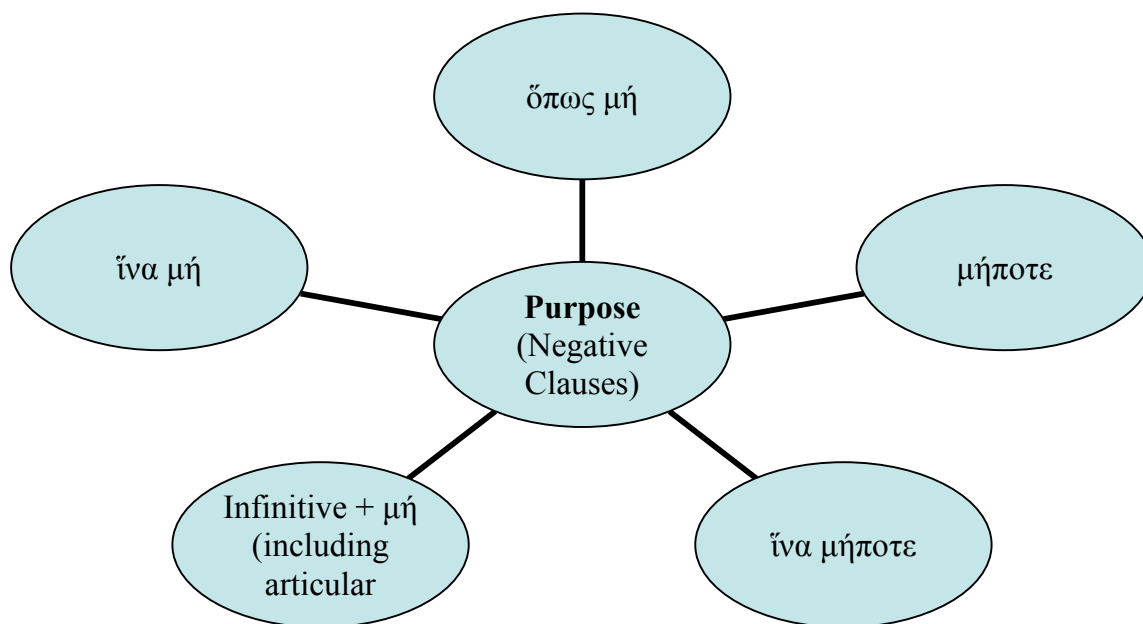 ὅπως μή
ἵνα μή
μήποτε
Purpose
(Negative
Clauses)
Infinitive + μή
(including
articular
ἵνα μήποτε